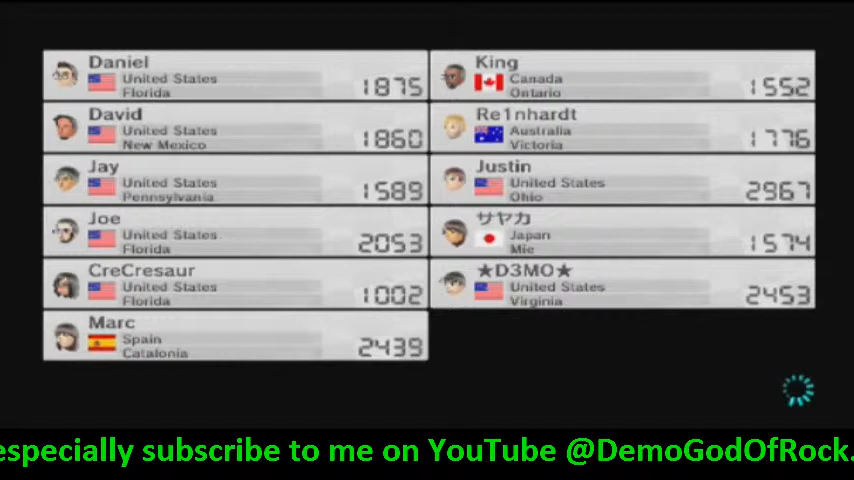 Daniel
United States
Florida
1875
David
United States
New Mexico
1860
Jay
United States
Pennsylvania
1589
Joe
United States
Florida
2053
CreCresaur
United States
Florida
1002
Marc
Spain
Catalonia
2439
King
Canada
Ontario
1552
Re1nhardt
Australia
Victoria
1776
Justin
United States
Ohio
2967
サヤカ
Japan
Mie
1574
★D3MO★
United States
Virginia
2453
especially subscribe to me on YouTube @DemoGodOfRock.